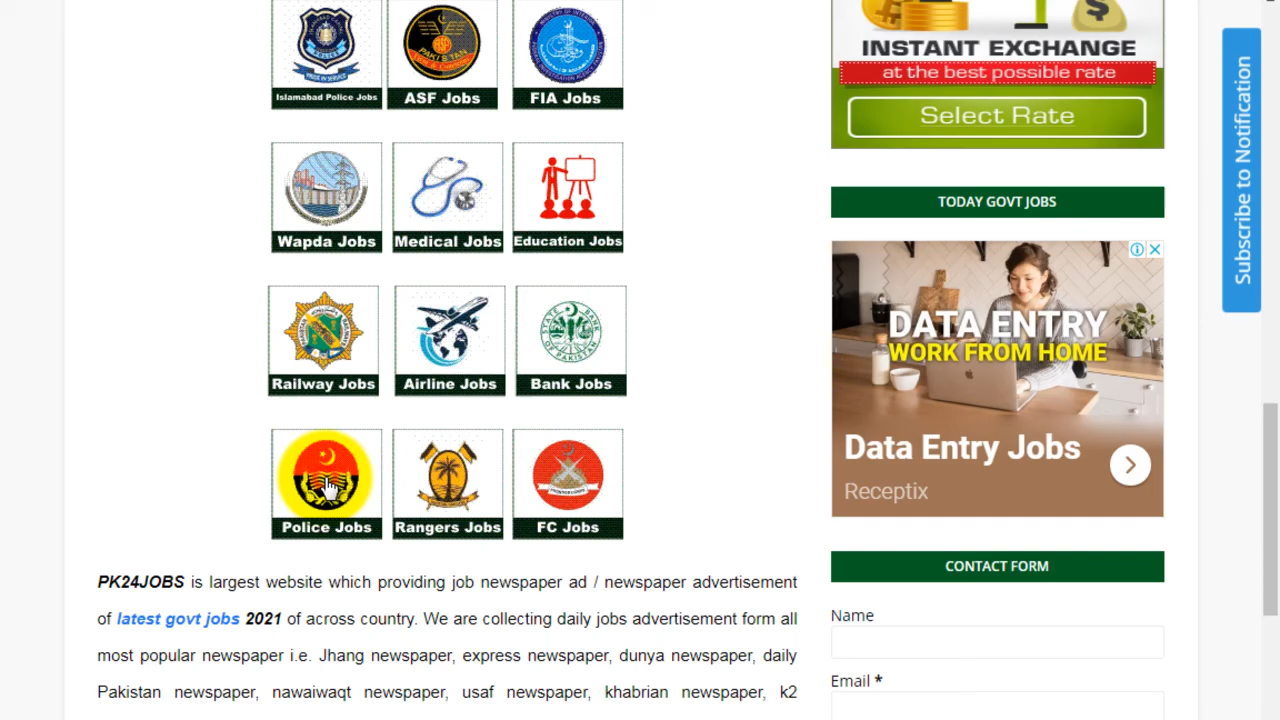 Islamabad Police Jobs
ASF Jobs
FIA Jobs
Wapda Jobs
Medical Jobs
Education Jobs
Railway Jobs
Airline Jobs
STATE BANK OF PAKISTAN
Bank Jobs
Police Jobs
Rangers Jobs
FC Jobs
PK24JOBS is largest website which providing job newspaper ad / newspaper advertisement
of latest govt jobs 2021 of across country. We are collecting daily jobs advertisement form all
most popular newspaper i.e. Jhang newspaper, express newspaper, dunya newspaper, daily
Pakistan newspaper, nawaiwaqt newspaper, usaf newspaper, khabrian newspaper, k2
INSTANT EXCHANGE
at the best possible rate
Select Rate
TODAY GOVT JOBS
DATA ENTRY
WORK FROM HOME
Data Entry Jobs
Receptix
CONTACT FORM
Name
Email *
Subscribe to Notification